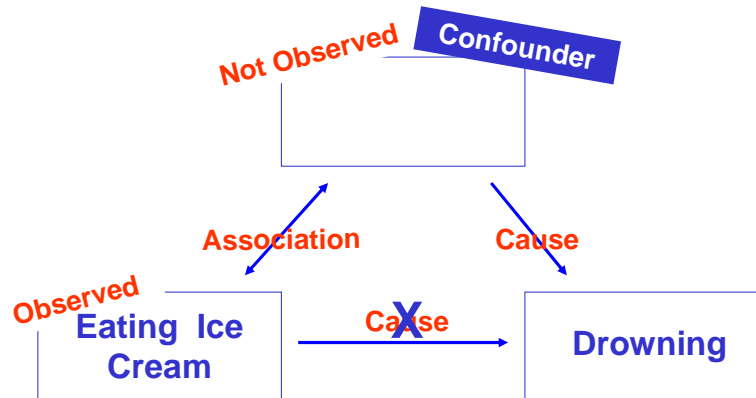 Not Observed
Confounder
Association
Cause
Observed
Eating Ice
Cream
Cause
X
Drowning